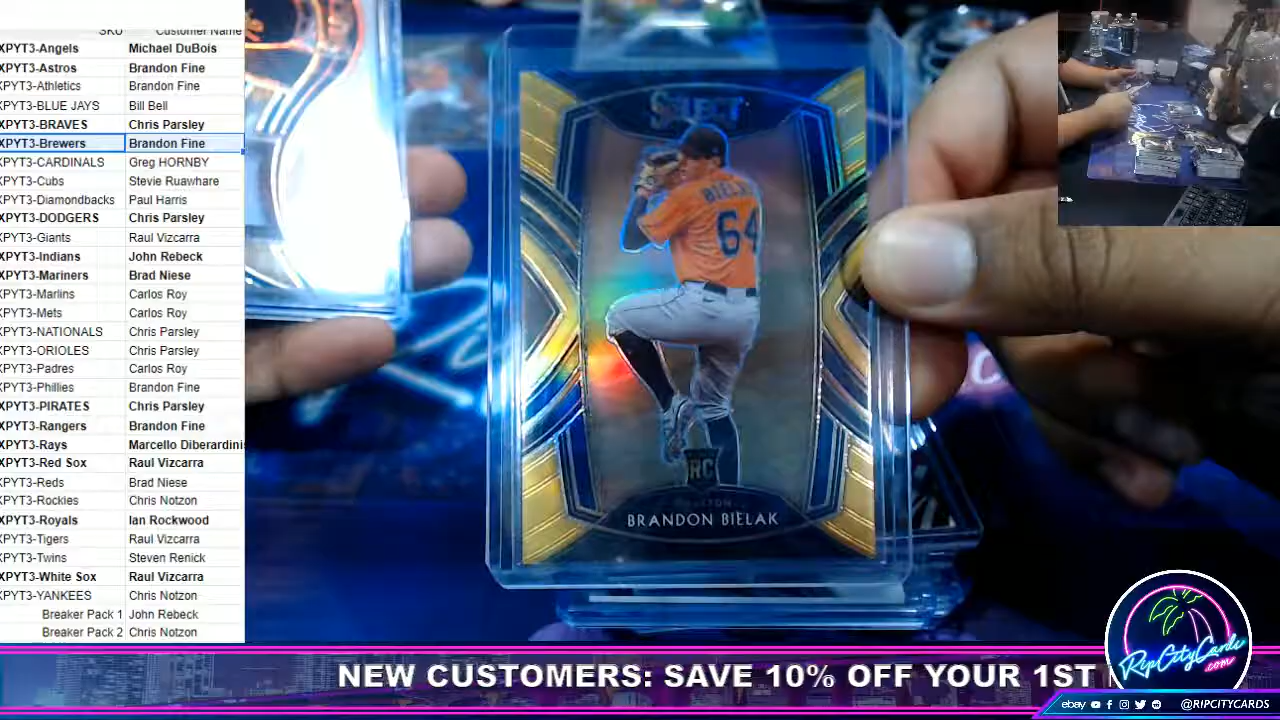 SKU Customer Name
XPYT3-Angels Michael DuBois
XPYT3-Astros Brandon Fine
XPYT3-Athletics Brandon Fine
XPYT3-BLUE JAYS Bill Bell
XPYT3-BRAVES Chris Parsley
XPYT3-Brewers Brandon Fine
XPYT3-CARDINALS Greg HORNBY
XPYT3-Cubs Stevie Ruawhare
XPYT3-Diamondbacks Paul Harris
XPYT3-DODGERS Chris Parsley
XPYT3-Giants Raul Vizcarra
XPYT3-Indians John Rebeck
XPYT3-Mariners Brad Niese
XPYT3-Marlins Carlos Roy
XPYT3-Mets Carlos Roy
XPYT3-NATIONALS Chris Parsley
XPYT3-ORIOLES Chris Parsley
XPYT3-Padres Carlos Roy
XPYT3-Phillies Brandon Fine
XPYT3-PIRATES Chris Parsley
XPYT3-Rangers Brandon Fine
XPYT3-Rays Marcello Diberardinis
XPYT3-Red Sox Raul Vizcarra
XPYT3-Reds Brad Niese
XPYT3-Rockies Chris Notzon
XPYT3-Royals Ian Rockwood
XPYT3-Tigers Raul Vizcarra
XPYT3-Twins Steven Renick
XPYT3-White Sox Raul Vizcarra
XPYT3-YANKEES Chris Notzon
Breaker Pack 1 John Rebeck
Breaker Pack 2 Chris Notzon
SELECT
BIELAK
64
RC
HOUSTON
BRANDON BIELAK
NEW CUSTOMERS: SAVE 10% OFF YOUR 1ST
RipCityCards
.com
ebay @RIPCITYCARDS